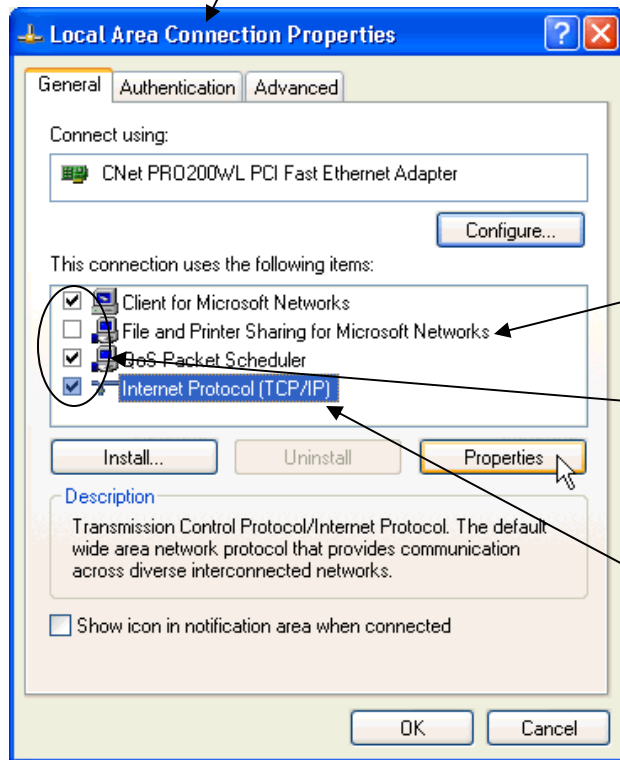 Local Area Connection Properties
General Authentication Advanced
Connect using:
CNet PRO200WL PCI Fast Ethernet Adapter
Configure...
This connection uses the following items:
Client for Microsoft Networks
File and Printer Sharing for Microsoft Networks
QoS Packet Scheduler
Internet Protocol (TCP/IP)
Install... Uninstall Properties
Description
Transmission Control Protocol/Internet Protocol. The default
wide area network protocol that provides communication
across diverse interconnected networks.
Show icon in notification area when connected
OK Cancel